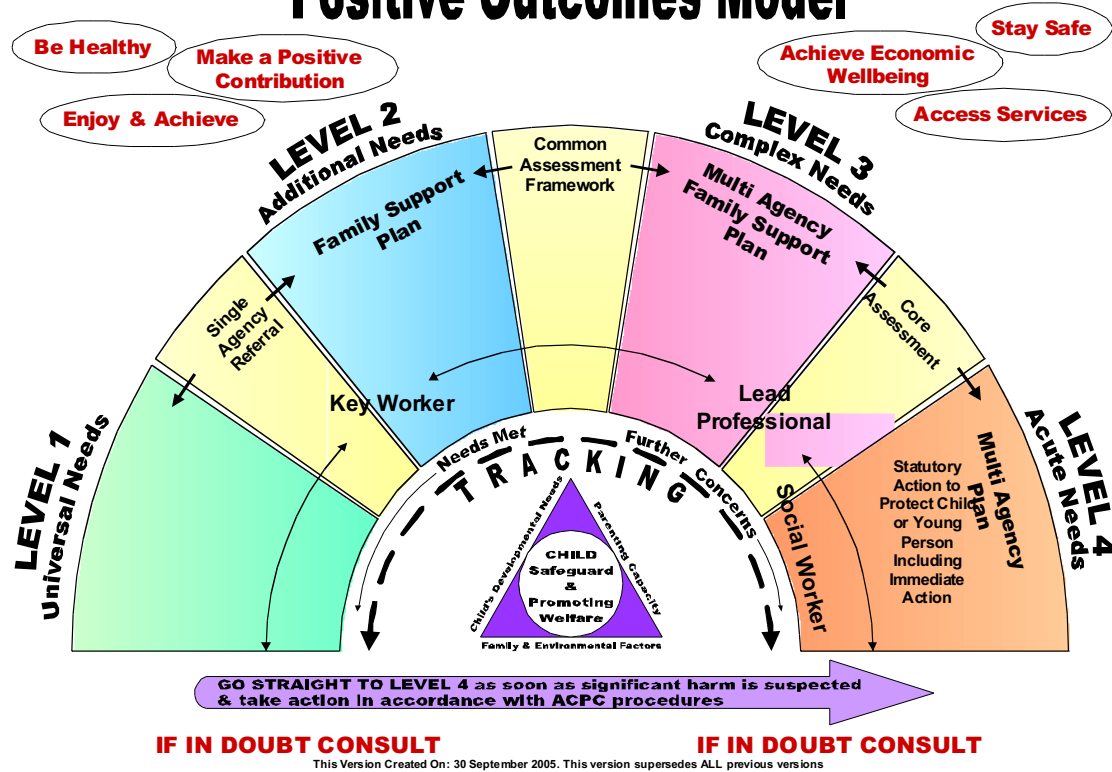 Positive Outcomes Model
Be Healthy
Make a Positive
Contribution
Enjoy & Achieve
Stay Safe
Achieve Economic
Wellbeing
Access Services
LEVEL 1
Universal Needs
Single
Agency
Referral
LEVEL 2
Additional Needs
Family Support
Plan
Key Worker
Common
Assessment
Framework
LEVEL 3
Complex Needs
Multi Agency
Family Support
Plan
Lead
Professional
Core
Assessment
LEVEL 4
Acute Needs
Multi Agency
Plan
Statutory
Action to
Protect Child
or Young
Person
Including
Immediate
Action
Social Worker
Needs Met
Further Concerns
TRACKING
Child's Developmental Needs
Parenting Capacity
CHILD
Safeguard
&
Promoting
Welfare
Family & Environmental Factors
GO STRAIGHT TO LEVEL 4 as soon as significant harm is suspected
& take action in accordance with ACPC procedures
IF IN DOUBT CONSULT
IF IN DOUBT CONSULT
This Version Created On: 30 September 2005. This version supersedes ALL previous versions